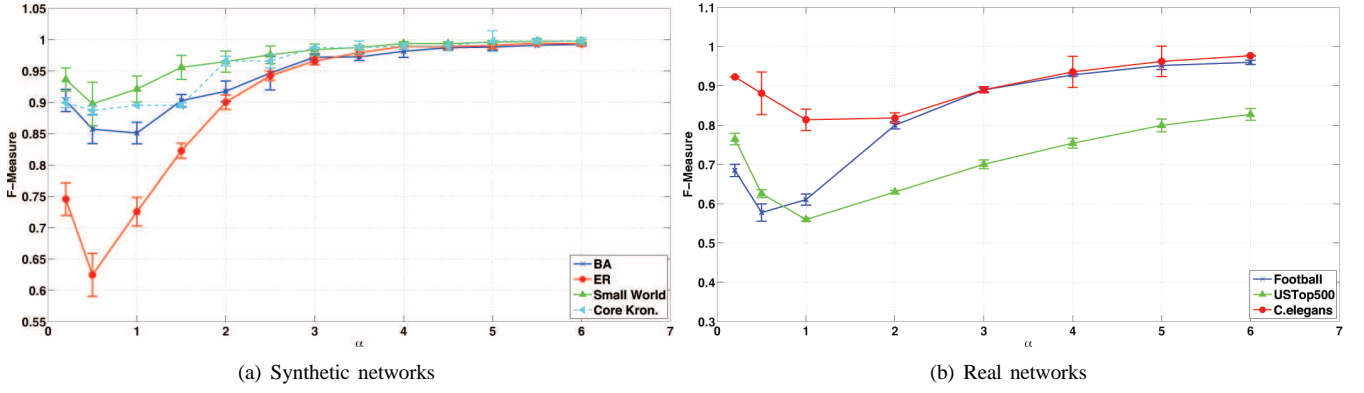 1.05
1
0.95
0.9
0.85
0.8
0.75
0.7
0.65
0.6
0.55
F-Measure
0 1 2 3 4 5 6 7
α
BA
ER
Small World
Core Kron.
(a) Synthetic networks
1.1
1
0.9
0.8
0.7
0.6
0.5
0.4
0.3
F-Measure
0 1 2 3 4 5 6 7
α
Football
USTop500
C.elegans
(b) Real networks